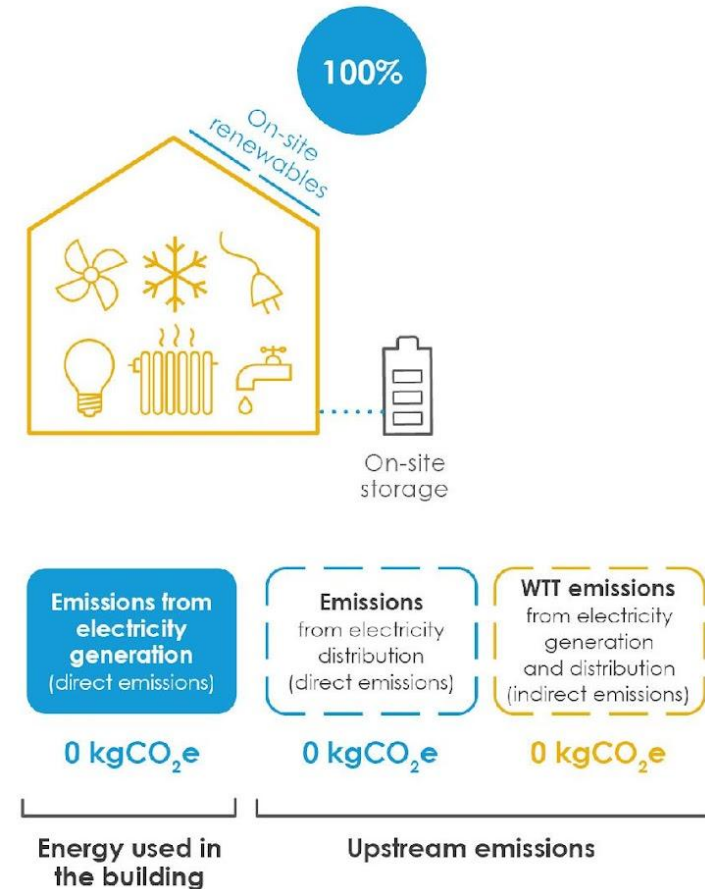 100%
On-site
renewables
On-site
storage
Emissions from
electricity
generation
(direct emissions)
0 kgCO₂e
Emissions
from electricity
distribution
(direct emissions)
0 kgCO₂e
WTT emissions
from electricity
generation
and distribution
(indirect emissions)
0 kgCO₂e
Energy used in
the building
Upstream emissions